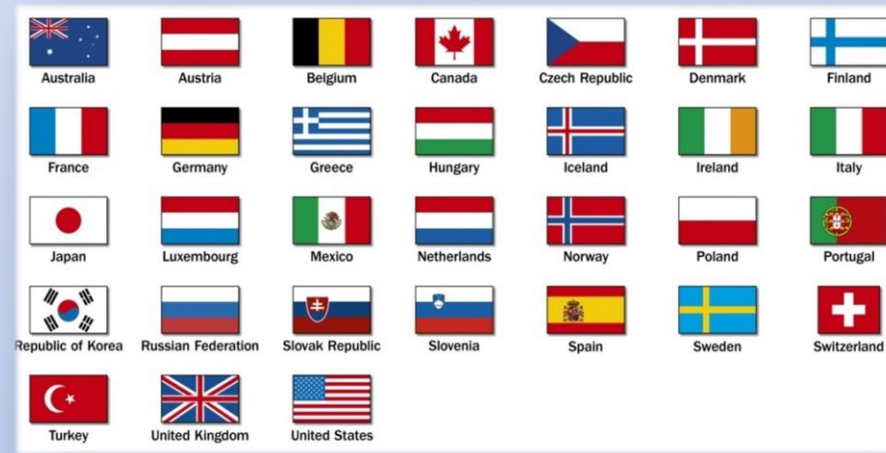 Australia Austria Belgium Canada Czech Republic Denmark Finland
France Germany Greece Hungary Iceland Ireland Italy
Japan Luxembourg Mexico Netherlands Norway Poland Portugal
Republic of Korea Russian Federation Slovak Republic Slovenia Spain Sweden Switzerland
Turkey United Kingdom United States